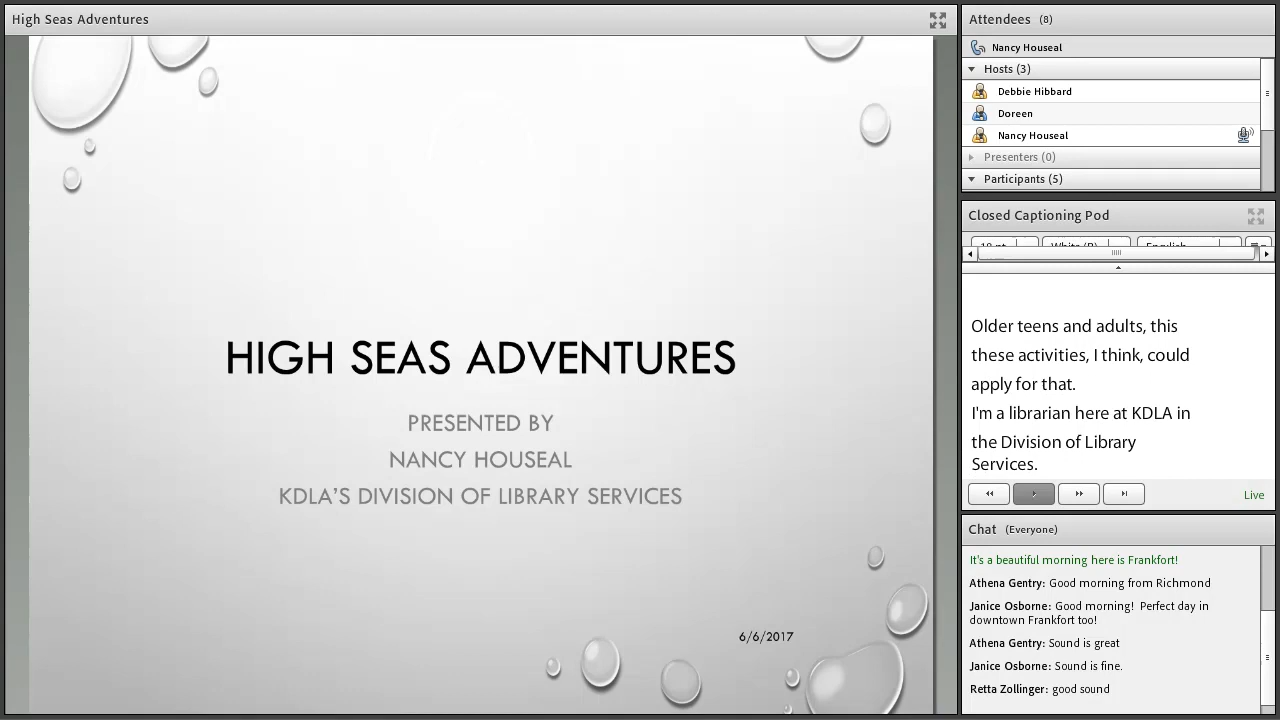 High Seas Adventures
HIGH SEAS ADVENTURES
PRESENTED BY
NANCY HOUSEAL
KDLA'S DIVISION OF LIBRARY SERVICES
6/6/2017
Attendees (8)
Nancy Houseal
Hosts (3)
Debbie Hibbard
Doreen
Nancy Houseal
Presenters (0)
Participants (5)
Closed Captioning Pod
English
Older teens and adults, this
these activities, I think, could
apply for that.
I'm a librarian here at KDLA in
the Division of Library
Services.
Live
Chat (Everyone)
It's a beautiful morning here is Frankfort!
Athena Gentry: Good morning from Richmond
Janice Osborne: Good morning! Perfect day in
downtown Frankfort too!
Athena Gentry: Sound is great
Janice Osborne: Sound is fine.
Retta Zollinger: good sound